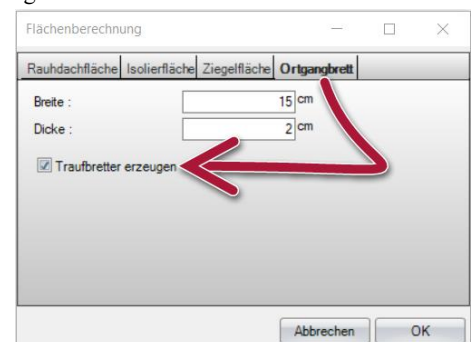 Flächenberechnung
Rauhdachfläche Isolierfläche Ziegelfläche Ortgangbrett
Breite : 15 cm
Dicke : 2 cm
Traufbretter erzeugen
Abbrechen OK